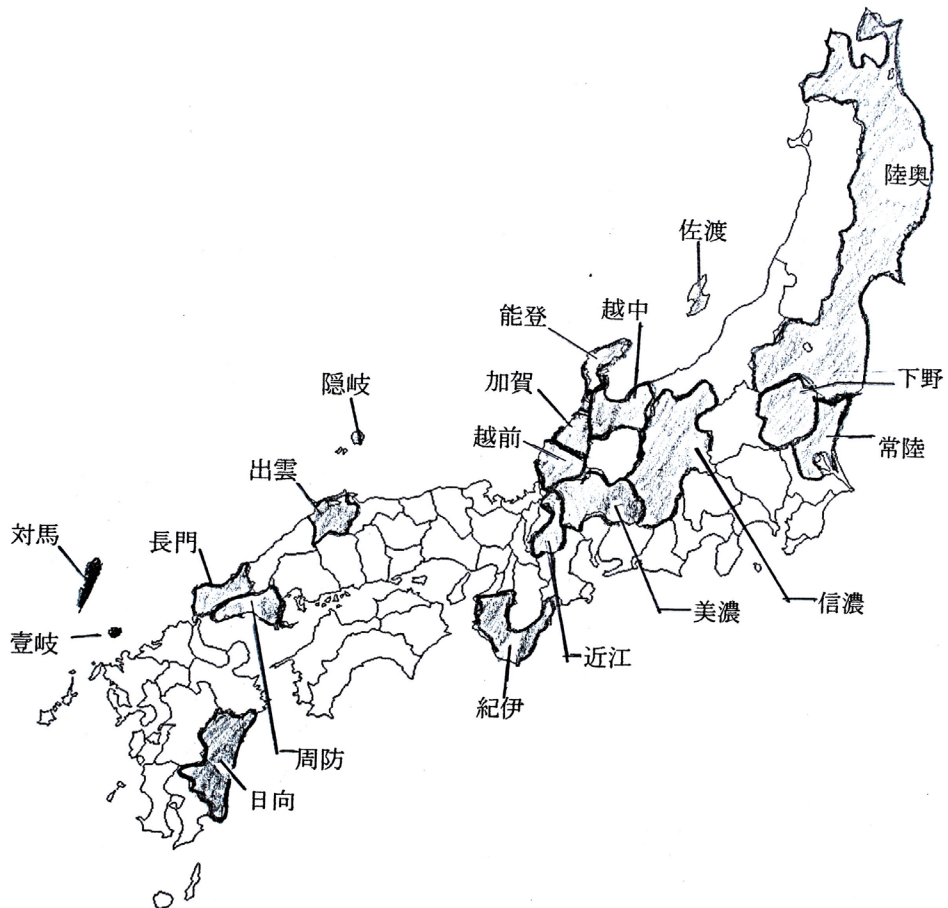 陸奥
佐渡
越中
能登
下野
加賀
隠岐
越前
常陸
出雲
対馬
長門
信濃
美濃
壹岐
近江
紀伊
周防
日向